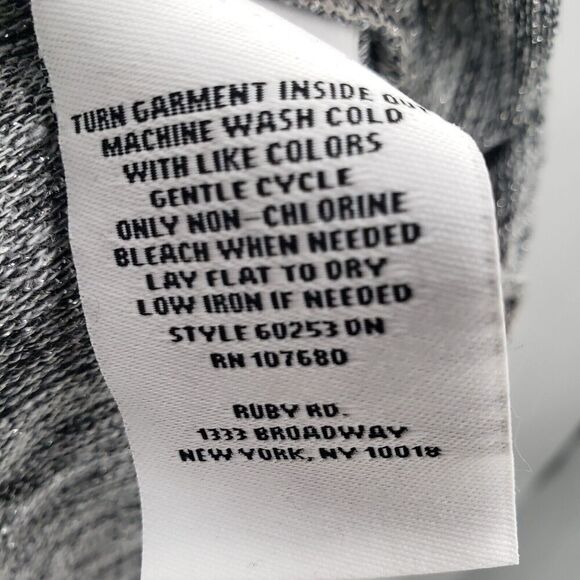 TURN GARMENT INSIDE OUT
MACHINE WASH COLD
WITH LIKE COLORS
GENTLE CYCLE
ONLY NON-CHLORINE
BLEACH WHEN NEEDED
LAY FLAT TO DRY
LOW IRON IF NEEDED
STYLE 60253 DN
RN 107680
RUBY RD.
1333 BROADWAY
NEW YORK, NY 10018